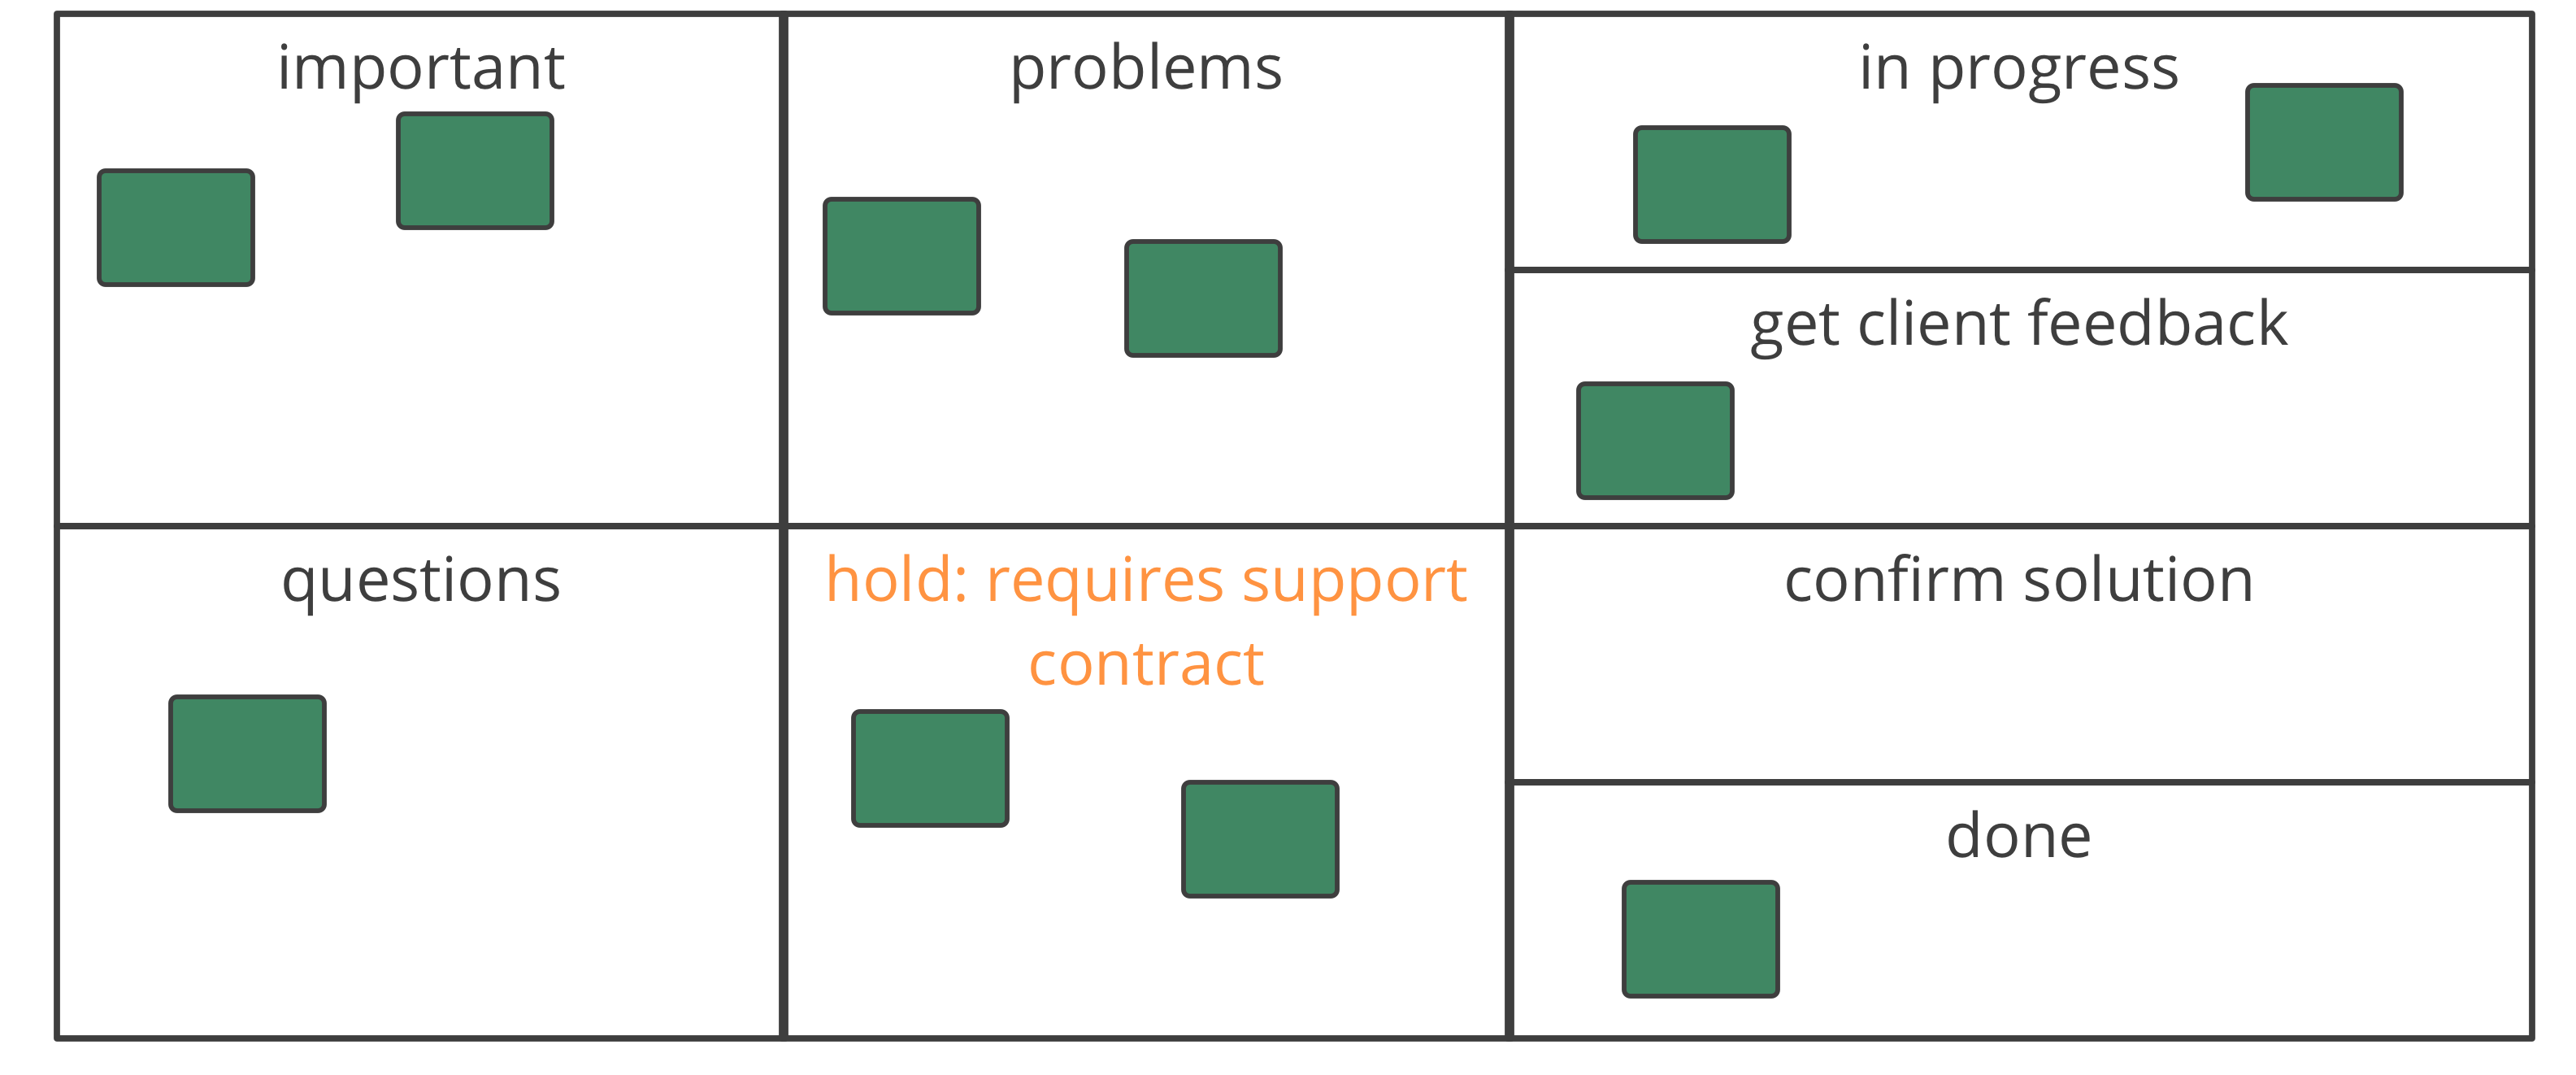 important
problems
in progress
get client feedback
questions
hold: requires support
contract
confirm solution
done